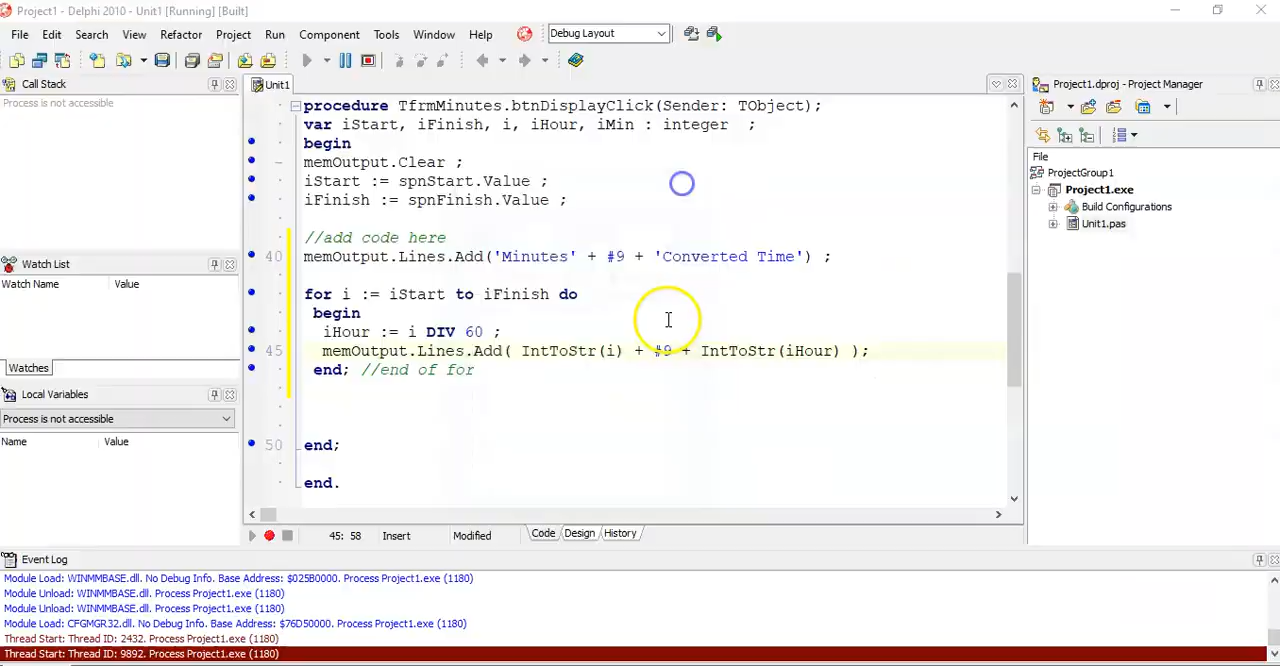 Project1 - Delphi 2010 - Unit1 [Running] [Built]
File Edit Search View Refactor Project Run Component Tools Window Help
Debug Layout
Call Stack
Process is not accessible
Unit1
procedure TfrmMinutes.btnDisplayClick(Sender: TObject);
var iStart, iFinish, i, iHour, iMin : integer ;
begin
memOutput.Clear ;
iStart := spnStart.Value ;
iFinish := spnFinish.Value ;
//add code here
40 memOutput.Lines.Add('Minutes' + #9 + 'Converted Time') ;
for i := iStart to iFinish do
begin
iHour := i DIV 60 ;
45 memOutput.Lines.Add( IntToStr(i) + #9 + IntToStr(iHour) );
end; //end of for
50 end;
end.
Project1.dproj - Project Manager
File
ProjectGroup1
Project1.exe
Build Configurations
Unit1.pas
Watch List
Watch Name Value
Watches
Local Variables
Process is not accessible
Name Value
45: 58 Insert Modified Code Design History
Event Log
Module Load: WINMMBASE.dll. No Debug Info. Base Address: $025B0000. Process Project1.exe (1180)
Module Unload: WINMMBASE.dll. Process Project1.exe (1180)
Module Unload: WINMMBASE.dll. Process Project1.exe (1180)
Module Load: CFGMGR32.dll. No Debug Info. Base Address: $76D50000. Process Project1.exe (1180)
Thread Start: Thread ID: 2432. Process Project1.exe (1180)
Thread Start: Thread ID: 9892. Process Project1.exe (1180)